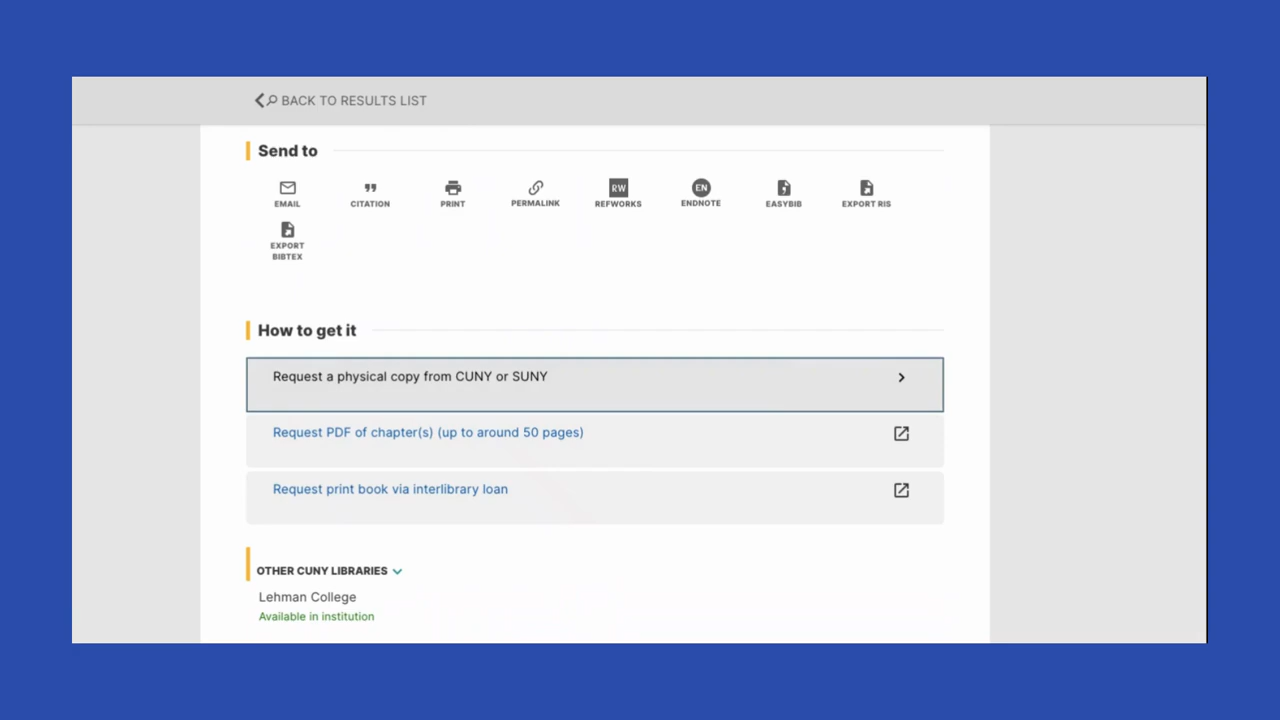 BACK TO RESULTS LIST
Send to
EMAIL
CITATION
PRINT
PERMALINK
RW
REFWORKS
EN
ENDNOTE
EASYBIB
EXPORT RIS
EXPORT
BIBTEX
How to get it
Request a physical copy from CUNY or SUNY
Request PDF of chapter(s) (up to around 50 pages)
Request print book via interlibrary loan
OTHER CUNY LIBRARIES
Lehman College
Available in institution